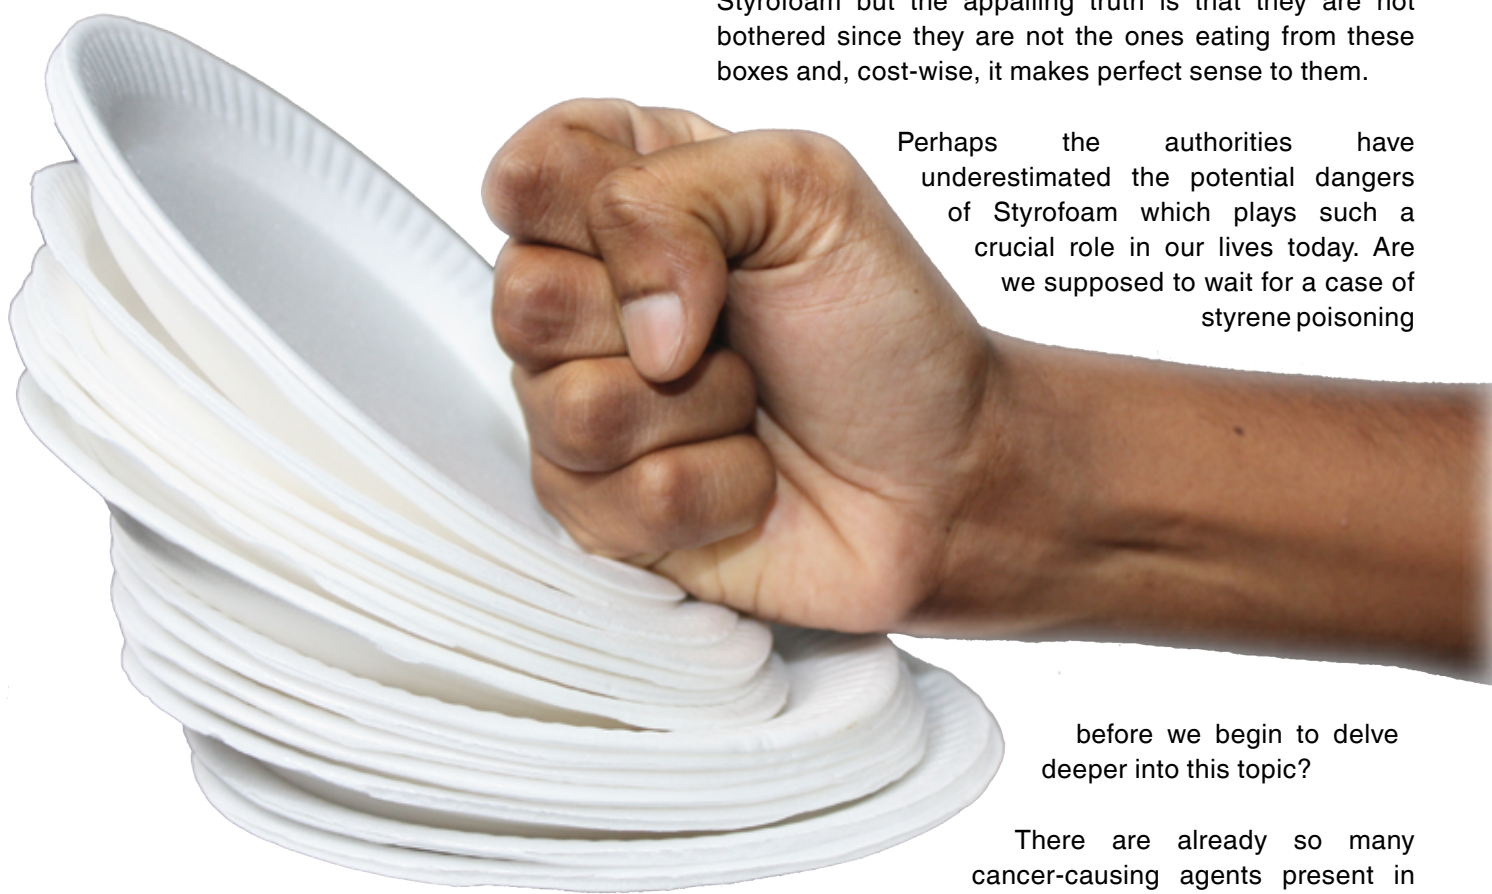 Styrofoam but the appalling truth is that they are not
bothered since they are not the ones eating from these
boxes and, cost-wise, it makes perfect sense to them.
Perhaps the authorities have
underestimated the potential dangers
of Styrofoam which plays such a
crucial role in our lives today. Are
we supposed to wait for a case of
styrene poisoning
before we begin to delve
deeper into this topic?
There are already so many
cancer-causing agents present in